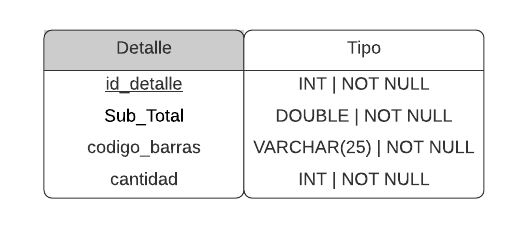 Detalle Tipo
id_detalle INT | NOT NULL
Sub_Total DOUBLE | NOT NULL
codigo_barras VARCHAR(25) | NOT NULL
cantidad INT | NOT NULL